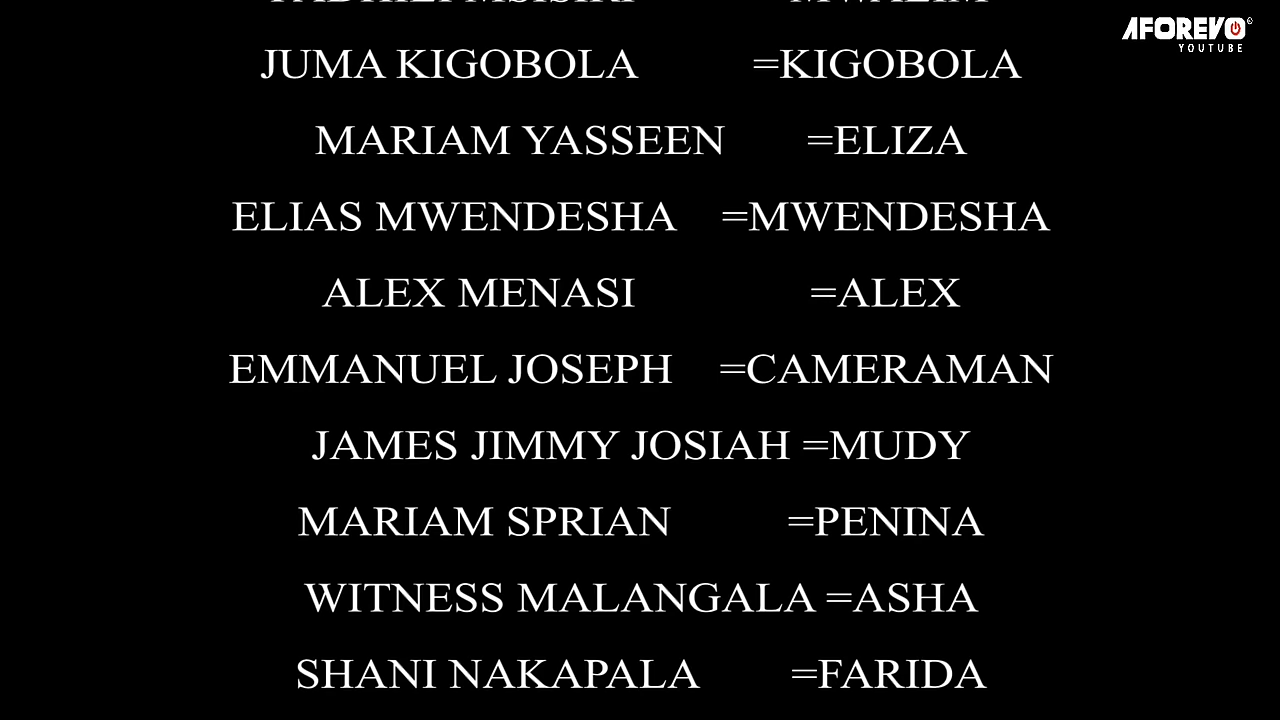 AFOREVO
YOUTUBE
JUMA KIGOBOLA =KIGOBOLA
MARIAM YASSEEN =ELIZA
ELIAS MWENDESHA =MWENDESHA
ALEX MENASI =ALEX
EMMANUEL JOSEPH =CAMERAMAN
JAMES JIMMY JOSIAH =MUDY
MARIAM SPRIAN =PENINA
WITNESS MALANGALA =ASHA
SHANI NAKAPALA =FARIDA